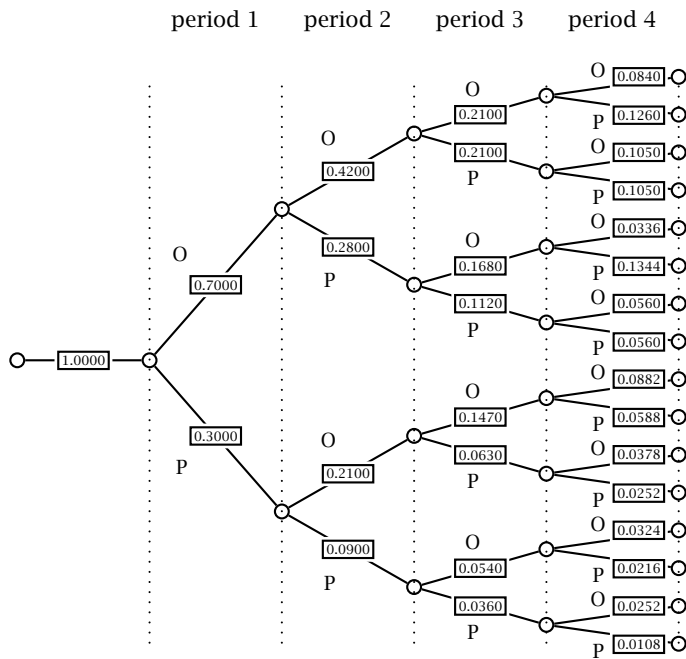 period 1 period 2 period 3 period 4
O 0.0840
O
0.2100
P 0.1260
O
O 0.1050
0.2100
P
0.4200
P 0.1050
O 0.0336
O
0.2800
0.1680
P 0.1344
O
P
0.7000
O 0.0560
0.1120
P
P 0.0560
1.0000
O 0.0882
O
0.1470
P 0.0588
0.3000
O
P
O 0.0378
0.0630
P
0.2100
P 0.0252
O 0.0324
O
0.0900
0.0540
P 0.0216
P
O 0.0252
0.0360
P
P 0.0108